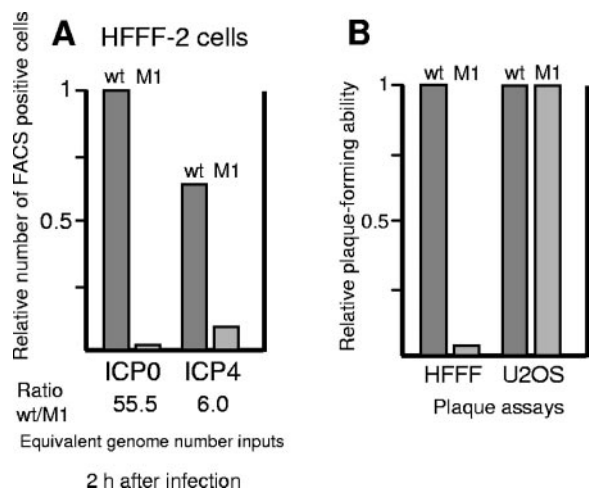 A HFFF-2 cells
Relative number of FACS positive cells
wt M1
1
wt M1
0.5
ICP0 ICP4
Ratio
wt/M1 55.5 6.0
Equivalent genome number inputs
2 h after infection
B
Relative plaque-forming ability
wt M1 wt M1
1
0.5
HFFF U2OS
Plaque assays